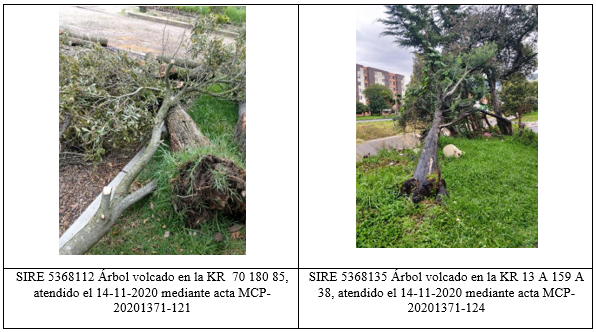 SIRE 5368112 Árbol volcado en la KR  70 180 85,
atendido el 14-11-2020 mediante acta MCP-
20201371-121
SIRE 5368135 Árbol volcado en la KR 13 A 159 A
38, atendido el 14-11-2020 mediante acta MCP-
20201371-124